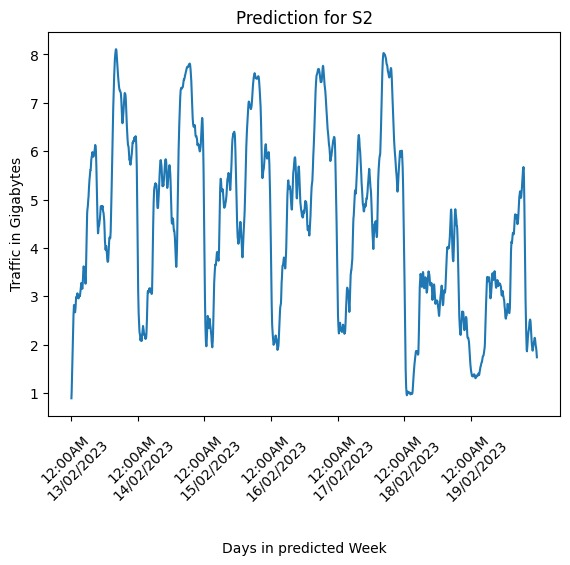 Prediction for S2
Traffic in Gigabytes
8
7
6
5
4
3
2
1
12:00AM
13/02/2023
12:00AM
14/02/2023
12:00AM
15/02/2023
12:00AM
16/02/2023
12:00AM
17/02/2023
12:00AM
18/02/2023
12:00AM
19/02/2023
Days in predicted Week